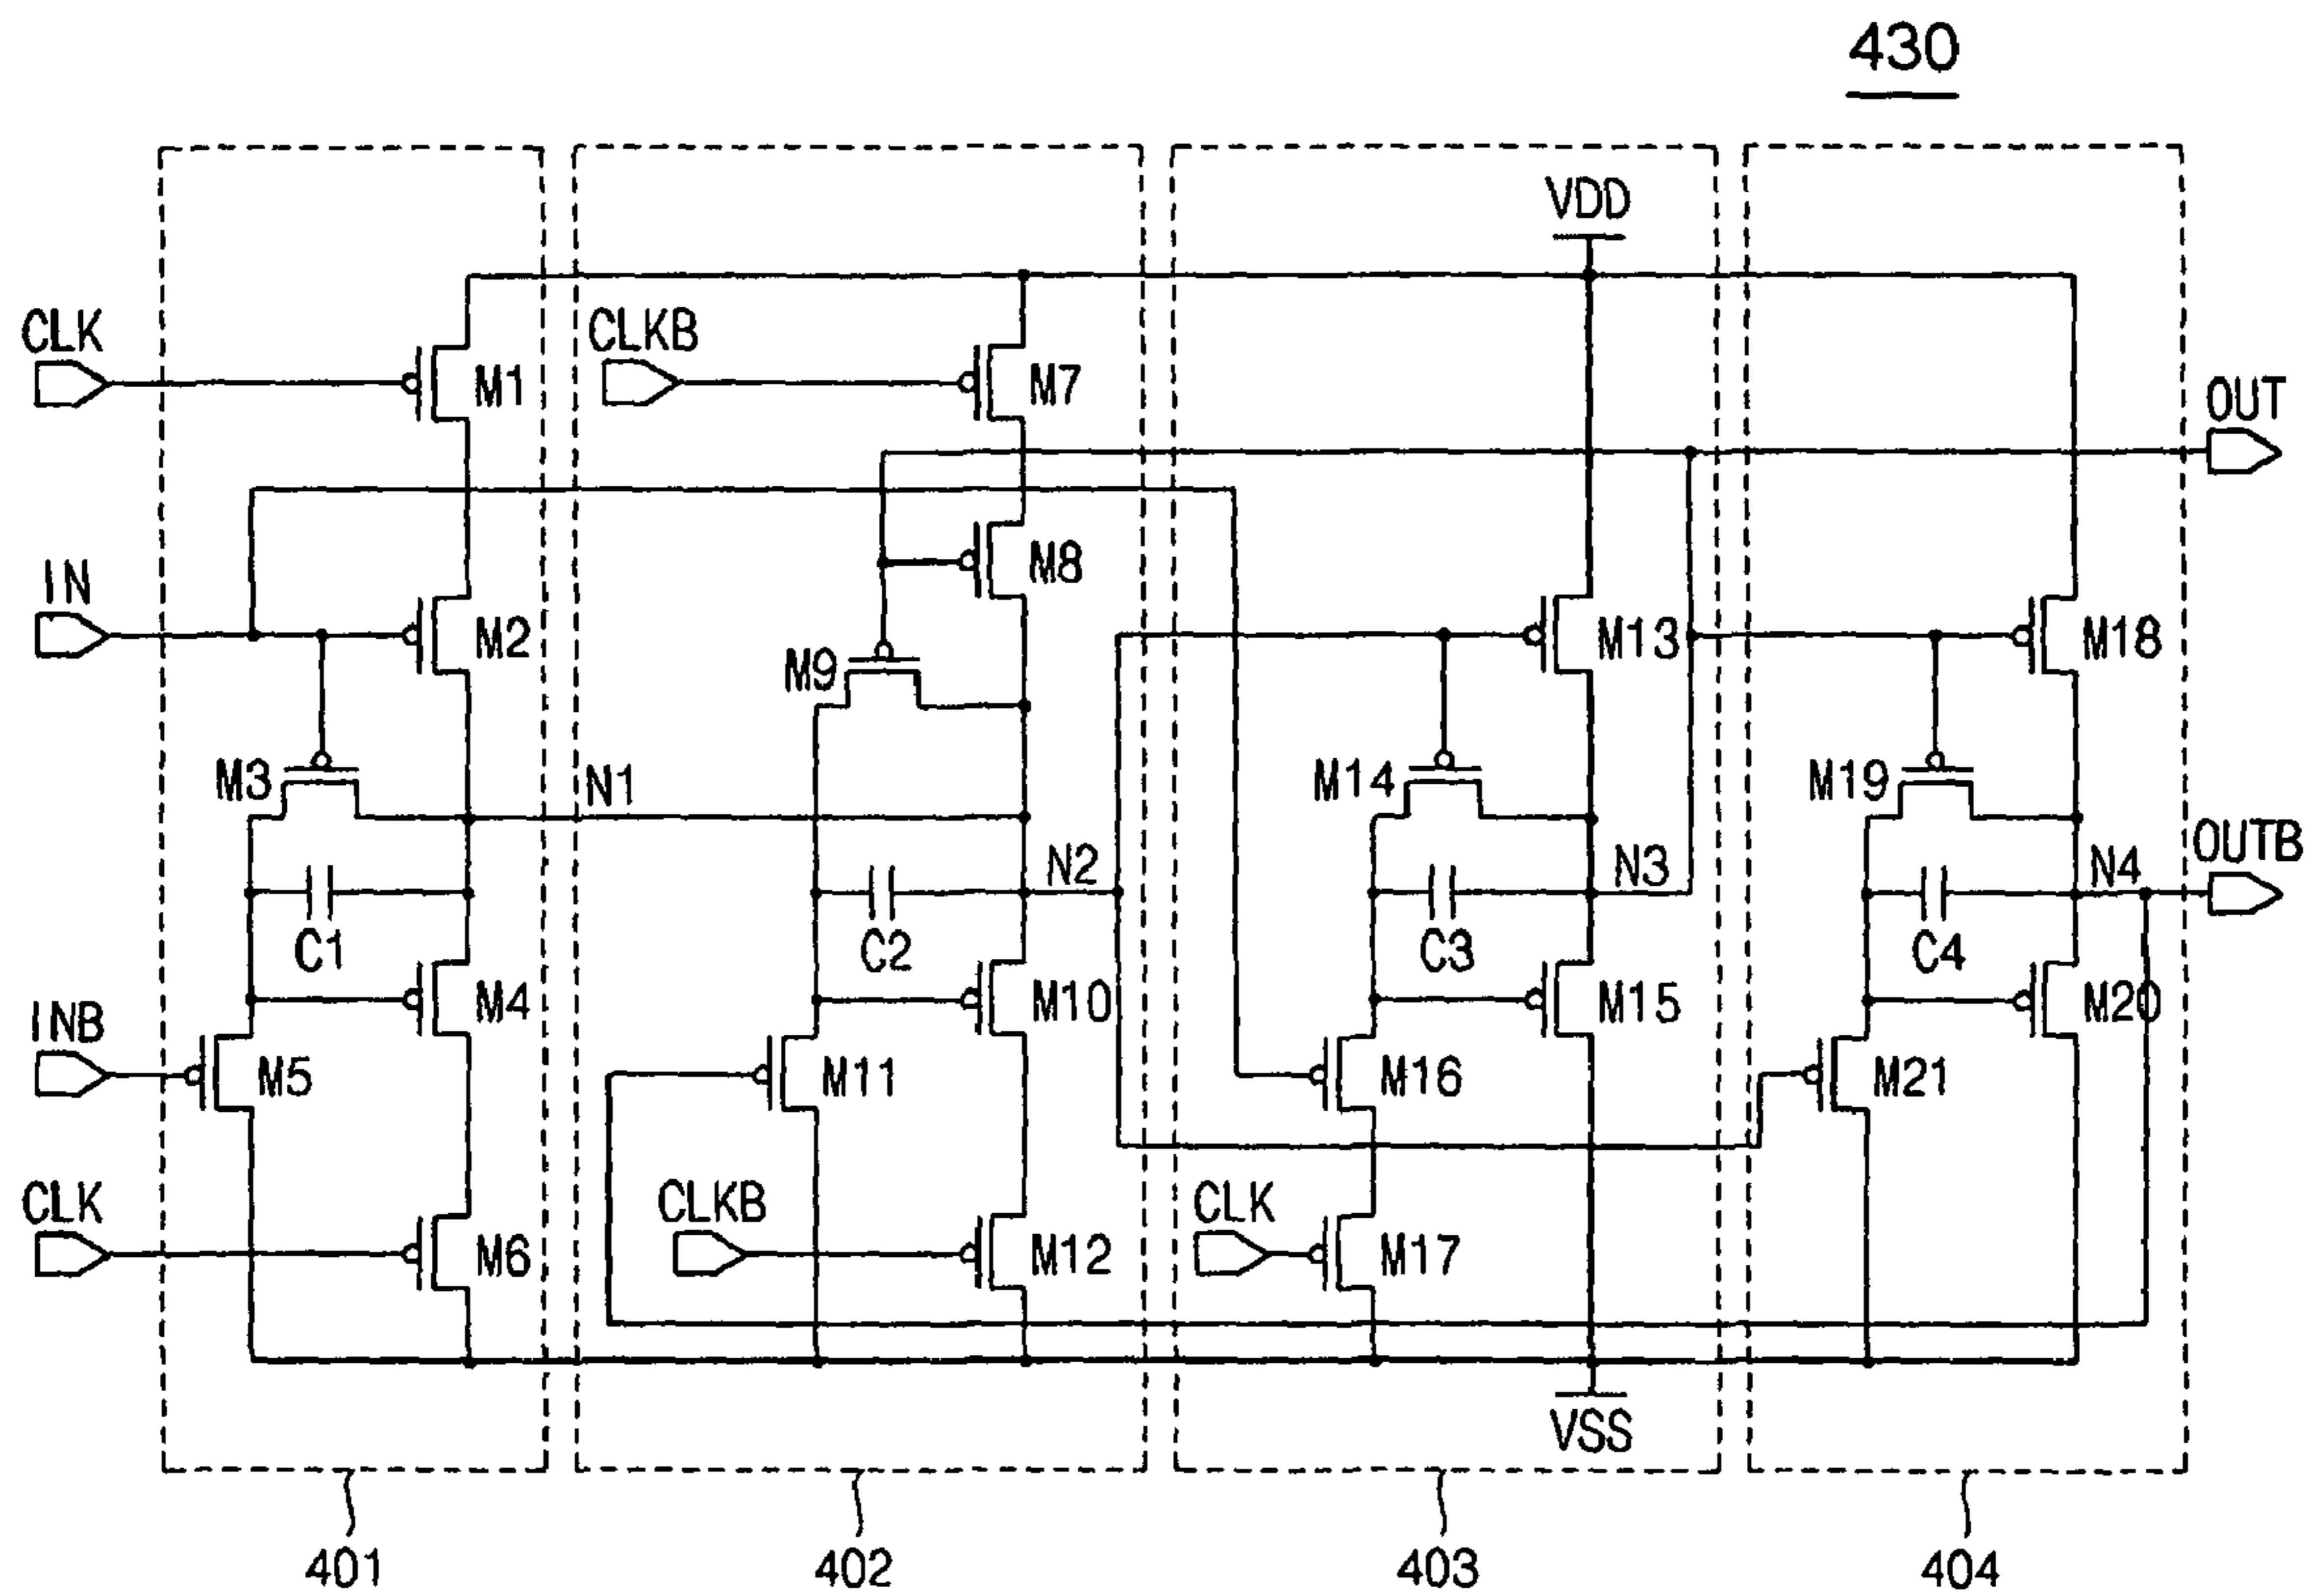 430
VDD
CLK
M1
CLKB
M7
OUT
IN
M2
M8
M13
M18
M9
M3
N1
M14
M19
OUTB
N2
N3
N4
C1
C2
C3
C4
INB
M4
M10
M15
M20
M5
M11
M16
M21
CLK
M6
CLKB
M12
CLK
M17
VSS
401
402
403
404